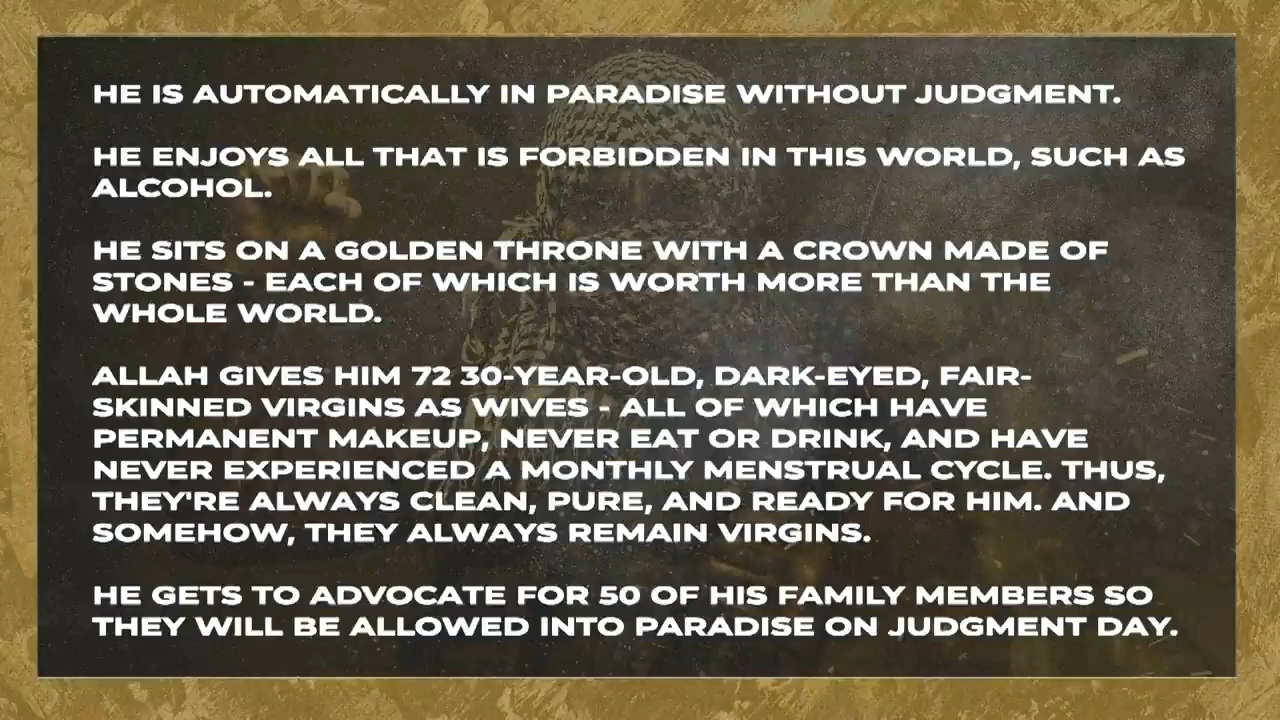 HE IS AUTOMATICALLY IN PARADISE WITHOUT JUDGMENT.
HE ENJOYS ALL THAT IS FORBIDDEN IN THIS WORLD, SUCH AS
ALCOHOL.
HE SITS ON A GOLDEN THRONE WITH A CROWN MADE OF
STONES - EACH OF WHICH IS WORTH MORE THAN THE
WHOLE WORLD.
ALLAH GIVES HIM 72 30-YEAR-OLD, DARK-EYED, FAIR-
SKINNED VIRGINS AS WIVES - ALL OF WHICH HAVE
PERMANENT MAKEUP, NEVER EAT OR DRINK, AND HAVE
NEVER EXPERIENCED A MONTHLY MENSTRUAL CYCLE. THUS,
THEY'RE ALWAYS CLEAN, PURE, AND READY FOR HIM. AND
SOMEHOW, THEY ALWAYS REMAIN VIRGINS.
HE GETS TO ADVOCATE FOR 50 OF HIS FAMILY MEMBERS SO
THEY WILL BE ALLOWED INTO PARADISE ON JUDGMENT DAY.